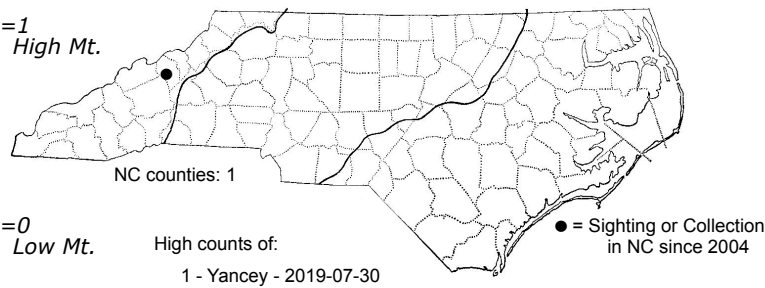 =1
High Mt.
NC counties: 1
=0
Low Mt.
High counts of:
1 - Yancey - 2019-07-30
● = Sighting or Collection
in NC since 2004